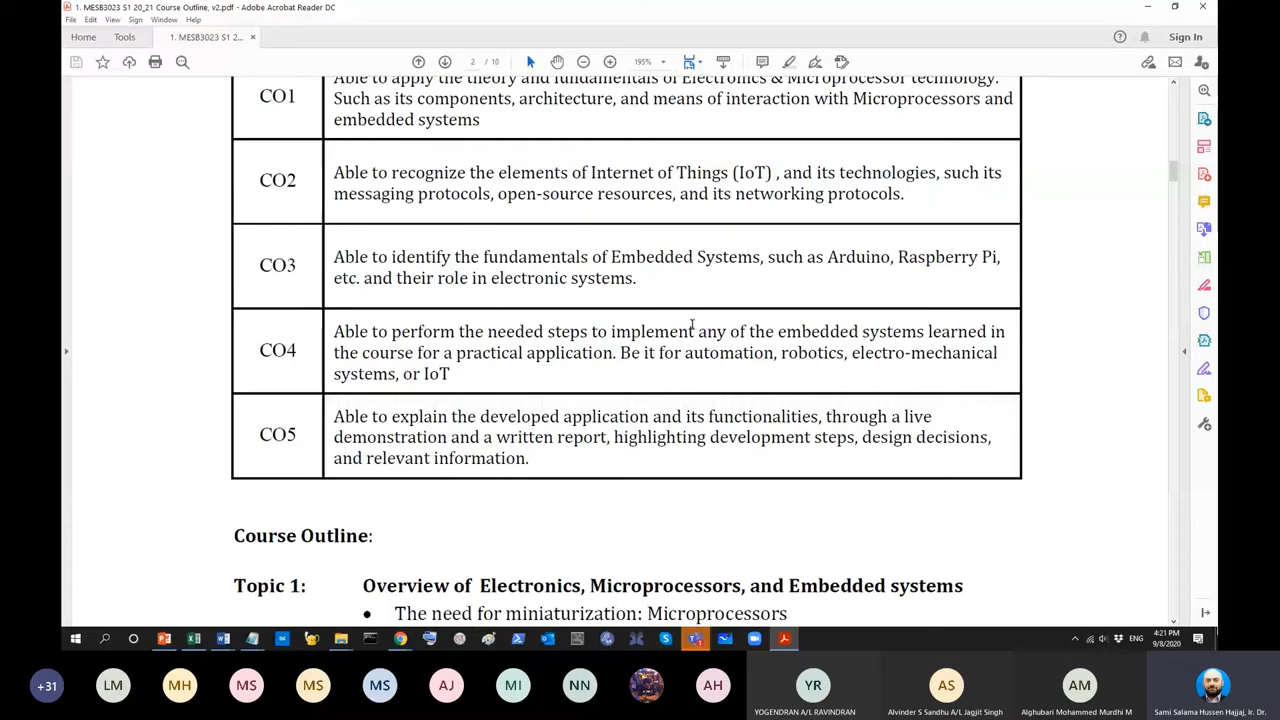 1. MESB3023 S1 20_21 Course Outline, v2.pdf - Adobe Acrobat Reader DC
File Edit View Sign Window Help
Home Tools 1. MESB3023 S1 2... × Sign In
2 / 10 195%
Able to apply the theory and fundamentals of Electronics & Microprocessor technology.
CO1 Such as its components, architecture, and means of interaction with Microprocessors and
embedded systems
CO2 Able to recognize the elements of Internet of Things (IoT) , and its technologies, such its
messaging protocols, open-source resources, and its networking protocols.
CO3 Able to identify the fundamentals of Embedded Systems, such as Arduino, Raspberry Pi,
etc. and their role in electronic systems.
CO4 Able to perform the needed steps to implement any of the embedded systems learned in
the course for a practical application. Be it for automation, robotics, electro-mechanical
systems, or IoT
CO5 Able to explain the developed application and its functionalities, through a live
demonstration and a written report, highlighting development steps, design decisions,
and relevant information.
Course Outline:
Topic 1: Overview of Electronics, Microprocessors, and Embedded systems
• The need for miniaturization: Microprocessors
ENG 4:21 PM
9/8/2020
+31 LM MH MS MS MS AJ MI NN AH YR AS AM
YOGENDRAN A/L RAVINDRAN Alvinder S Sandhu A/L Jagjit Singh Alghubari Mohammed Murdhi M Sami Salama Hussen Hajjaj, Ir. Dr.